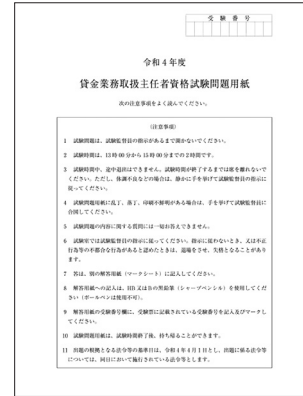 受験番号
令和4年度
貸金業務取扱主任者資格試験問題用紙
次の注意事項をよく読んでください。
(注意事項)
1 試験問題は、試験監督員の指示があるまで開かないでください。
2 試験時間は、13時00分から15時00分までの2時間です。
3 試験時間中、途中退出はできません。試験時間が終了するまでは席を離れないで
ください。ただし、体調不良などの場合は、静かに手を挙げて試験監督員の指示に
従ってください。
4 試験問題用紙に乱丁、落丁、印刷不鮮明がある場合は、手を挙げて試験監督員に
合図してください。
5 試験問題の内容に関する質問には一切お答えできません。
6 試験室では試験監督員の指示に従ってください。指示に従わないとき、又は不正
行為等の不都合な行為があると認めたときは、退場をさせ、失格となることがあり
ます。
7 答は、別の解答用紙(マークシート)に記入してください。
8 解答用紙への記入は、HB又はBの黒鉛筆(シャープペンシル)を使用してくだ
さい(ボールペンは使用不可)。
9 解答用紙の受験番号欄に、受験票に記載されている受験番号を記入及びマークし
てください。
10 試験問題用紙は、試験時間終了後、持ち帰ることができます。
11 出題の根拠となる法令等の基準日は、令和4年4月1日とし、出題に係る法令等
については、同日において施行されている法令等とします。